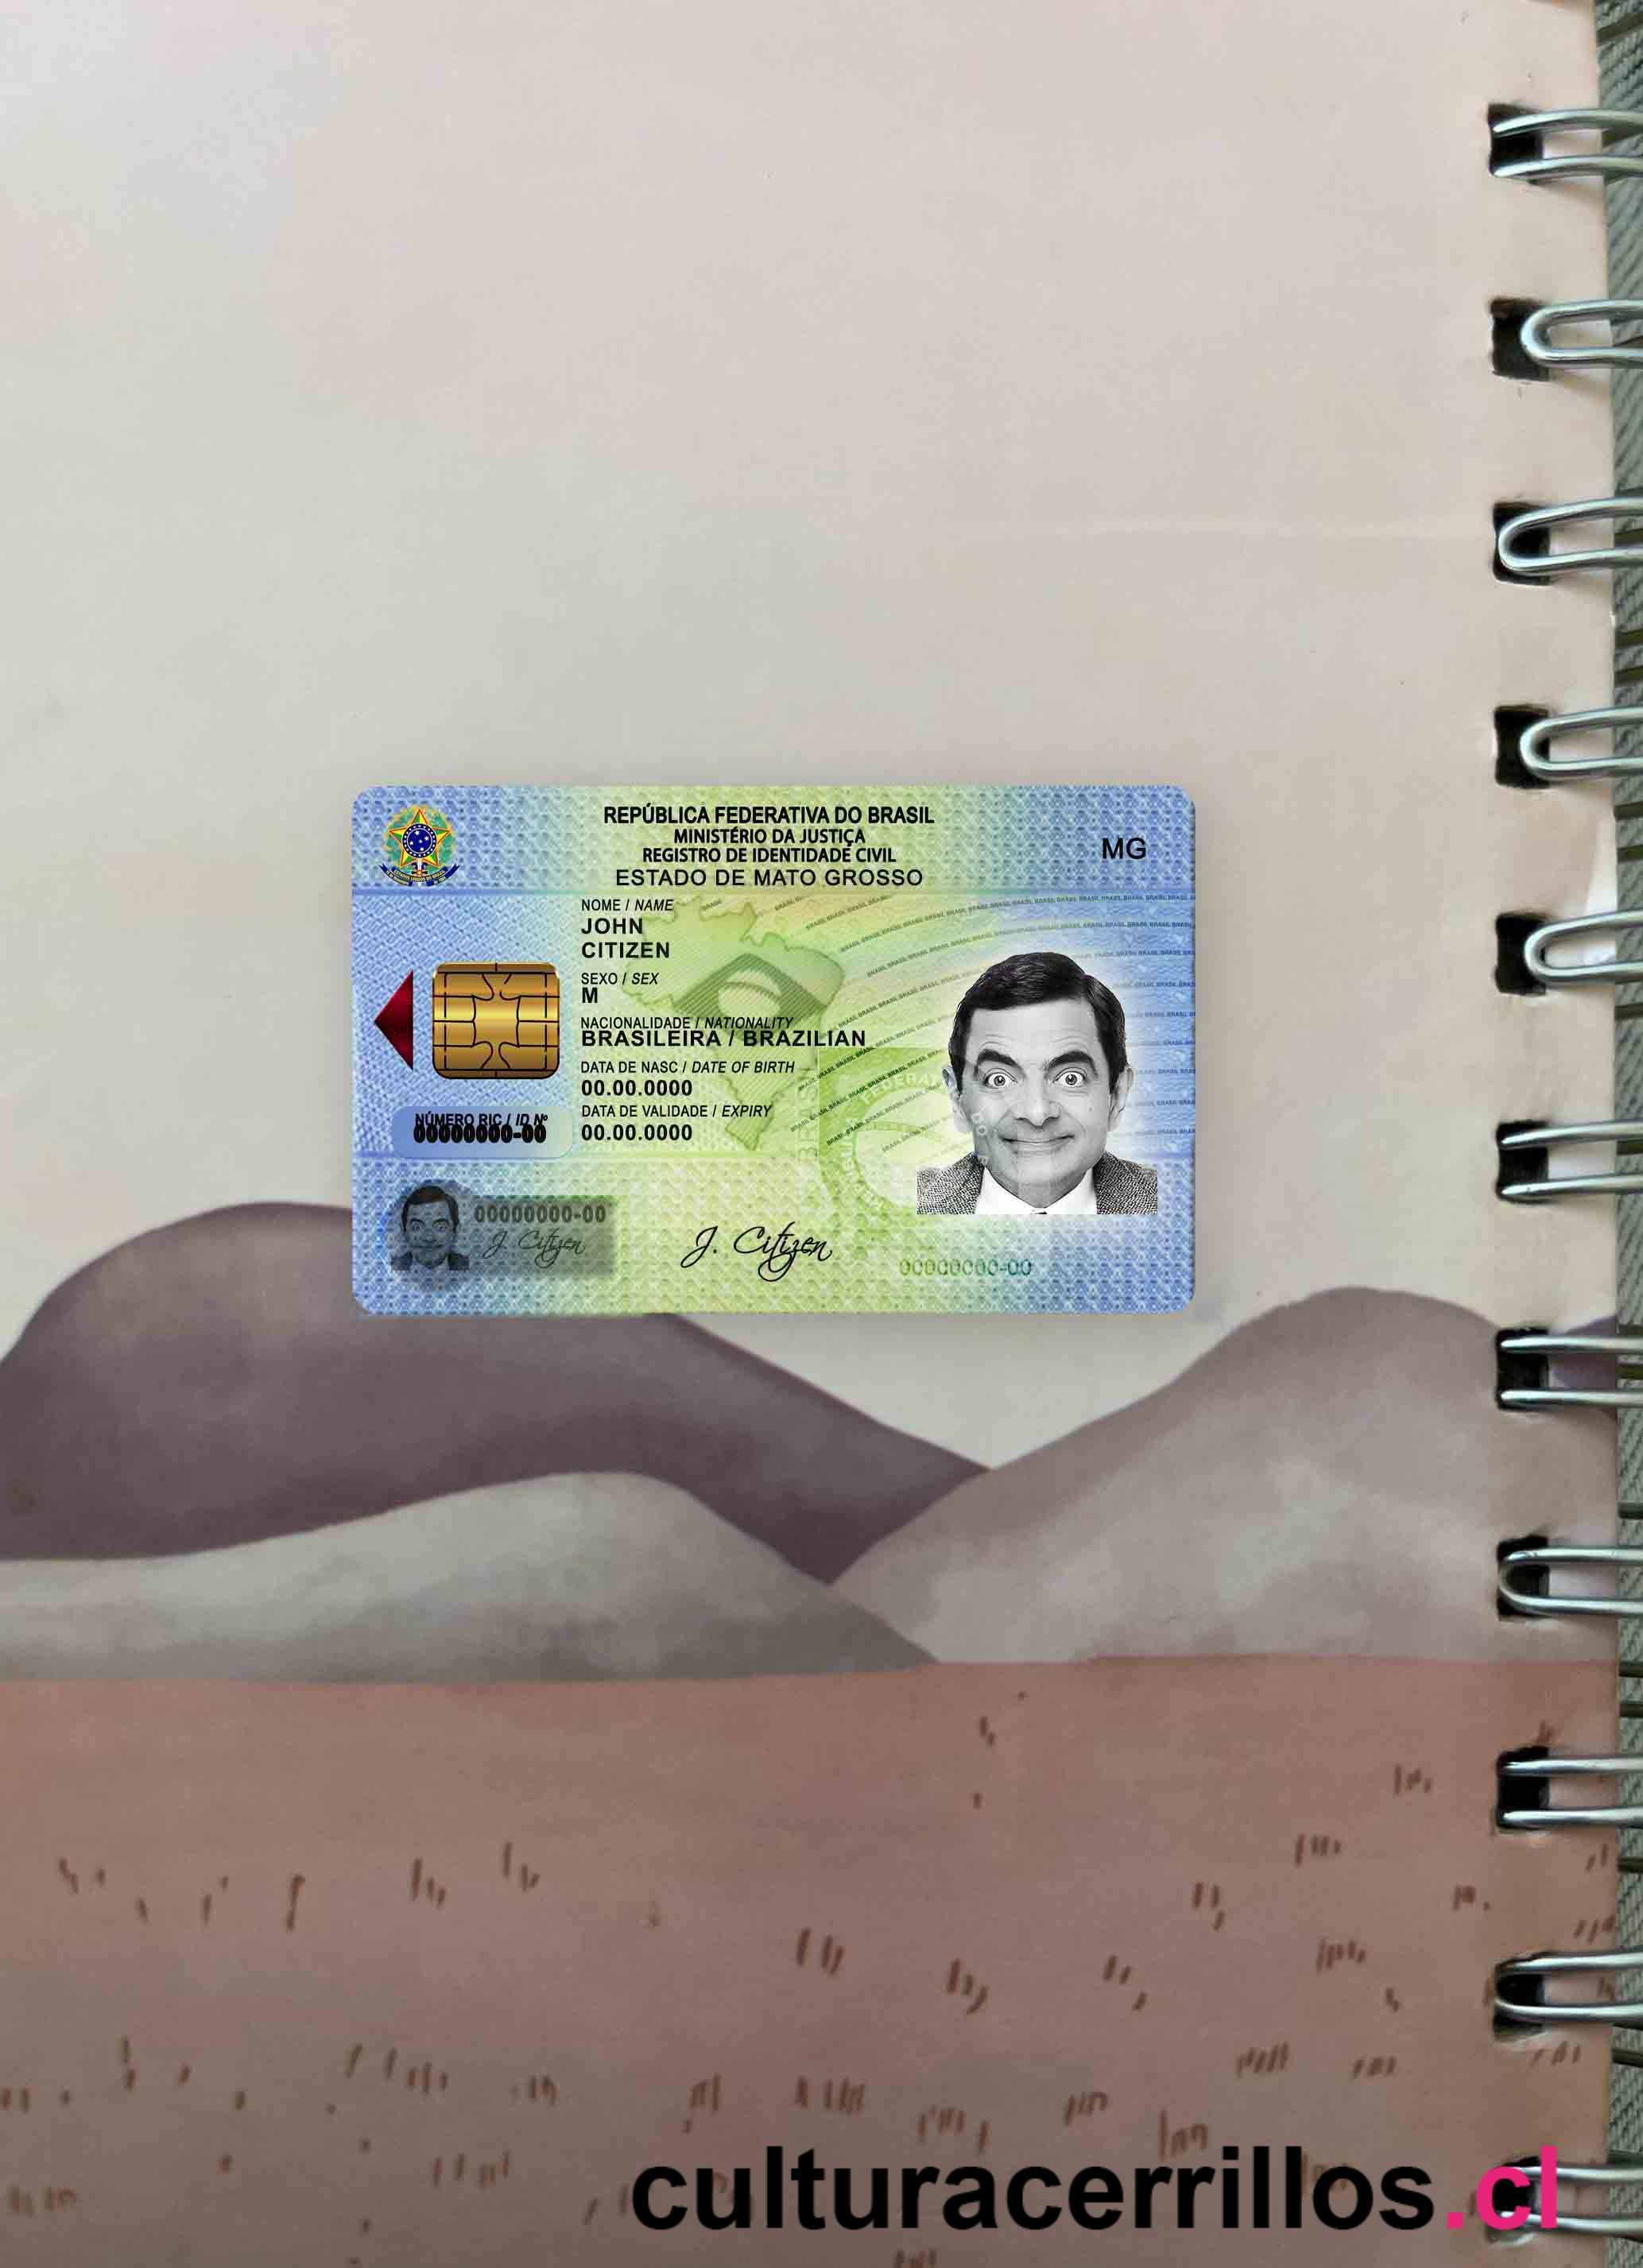 REPÚBLICA FEDERATIVA DO BRASIL
MINISTÉRIO DA JUSTIÇA
REGISTRO DE IDENTIDADE CIVIL
ESTADO DE MATO GROSSO
MG
NOME / NAME
JOHN
CITIZEN
SEXO / SEX
M
NACIONALIDADE / NATIONALITY
BRASILEIRA / BRAZILIAN
DATA DE NASC / DATE OF BIRTH
00.00.0000
DATA DE VALIDADE / EXPIRY
00.00.0000
NÚMERO RIC / ID Nº
00000000-00
00000000-00
J. Citizen
J. Citizen
00000000-00
culturacerrillos.cl